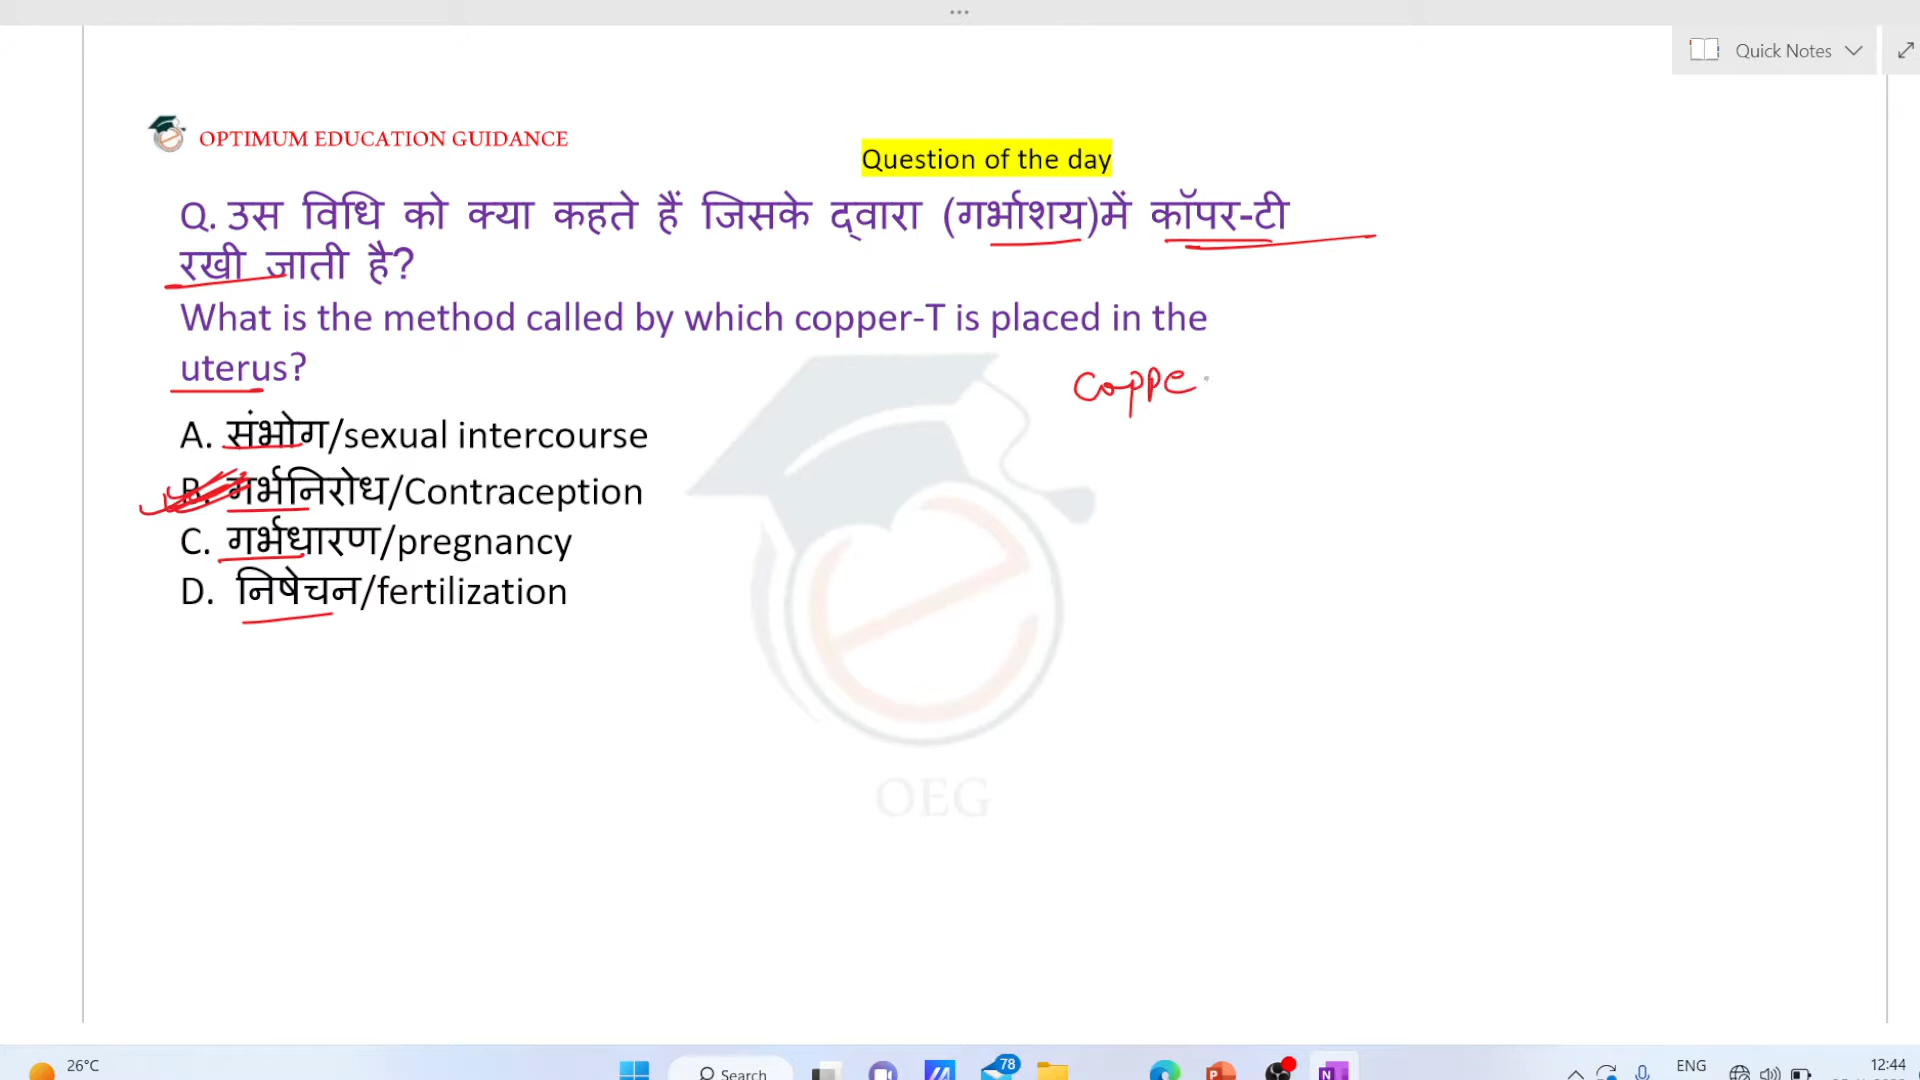 Quick Notes
OPTIMUM EDUCATION GUIDANCE
Question of the day
Q. उस विधि को क्या कहते हैं जिसके द्वारा (गर्भाशय)में कॉपर-टी
रखी जाती है?
What is the method called by which copper-T is placed in the
uterus?
coppe
A. संभोग/sexual intercourse
B. गर्भनिरोध/Contraception
C. गर्भधारण/pregnancy
D. निषेचन/fertilization
OEG
26°C
Search
78
ENG
12:44